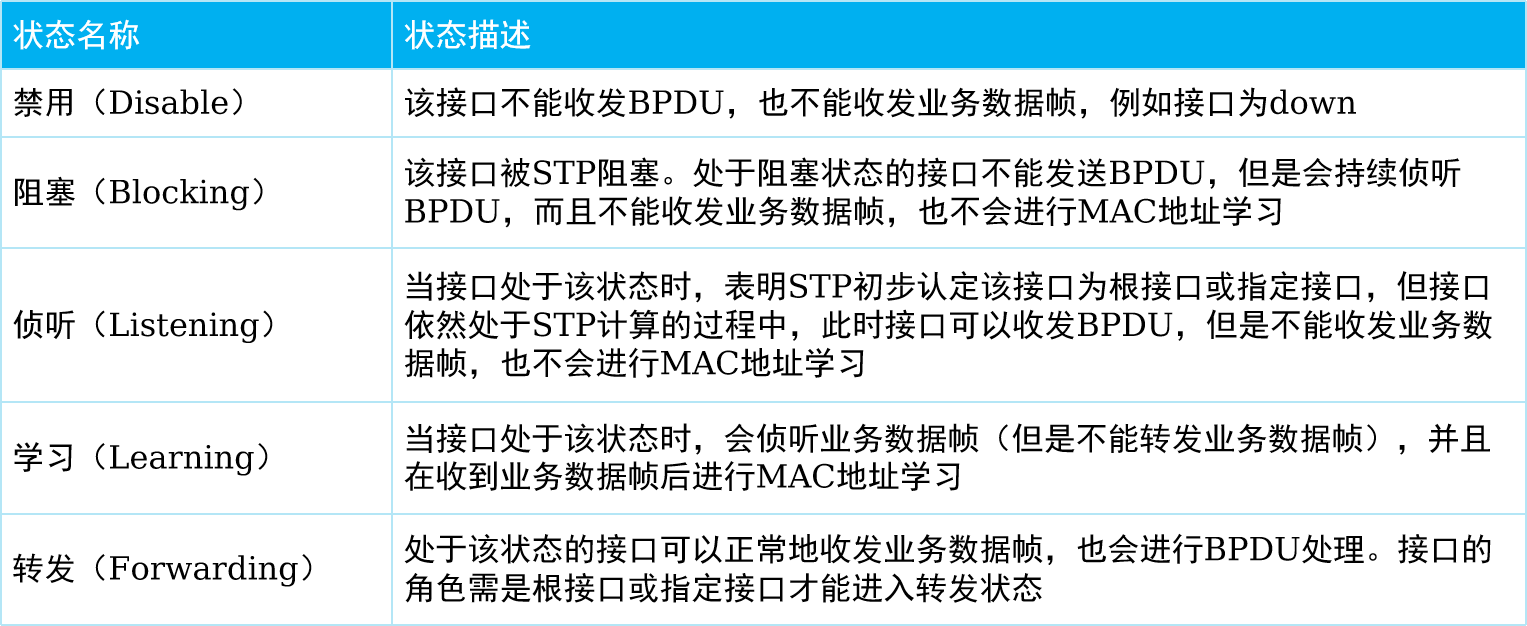 状态名称
状态描述
禁用（Disable）
该接口不能收发BPDU，也不能收发业务数据帧，例如接口为down
阻塞（Blocking）
该接口被STP阻塞。处于阻塞状态的接口不能发送BPDU，但是会持续侦听
BPDU，而且不能收发业务数据帧，也不会进行MAC地址学习
侦听（Listening）
当接口处于该状态时，表明STP初步认定该接口为根接口或指定接口，但接口
依然处于STP计算的过程中，此时接口可以收发BPDU，但是不能收发业务数
据帧，也不会进行MAC地址学习
学习（Learning）
当接口处于该状态时，会侦听业务数据帧（但是不能转发业务数据帧），并且
在收到业务数据帧后进行MAC地址学习
转发（Forwarding）
处于该状态的接口可以正常地收发业务数据帧，也会进行BPDU处理。接口的
角色需是根接口或指定接口才能进入转发状态